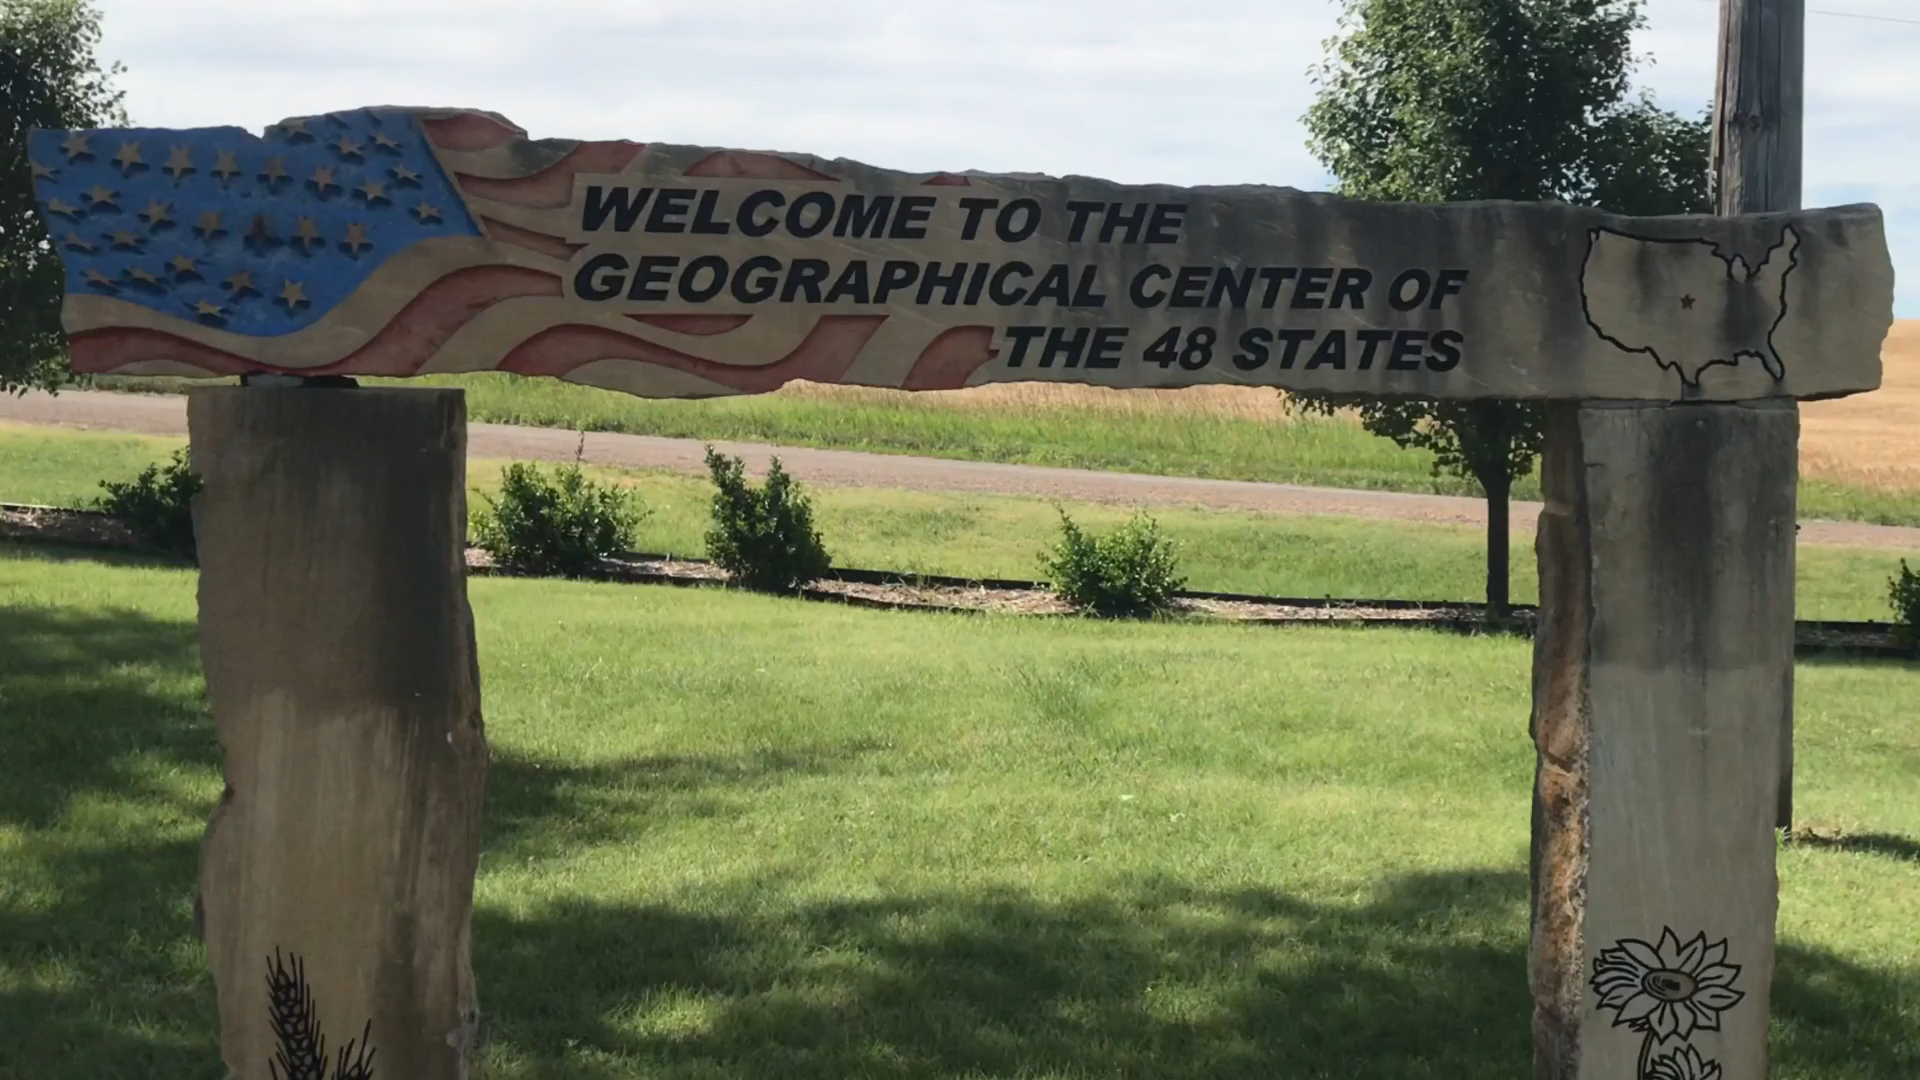 WELCOME TO THE
GEOGRAPHICAL CENTER OF
THE 48 STATES